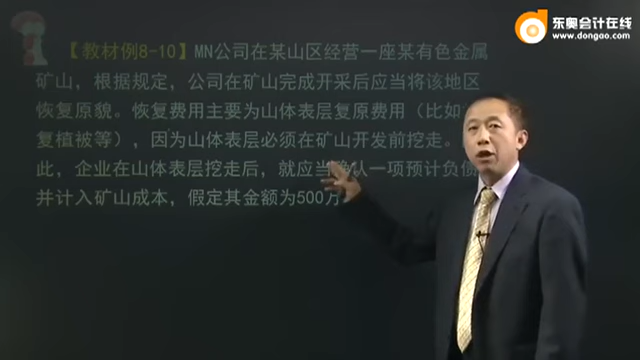 东奥会计在线
www.dongao.com
【教材例8-10】MN公司在某山区经营一座某有色金属
矿山，根据规定，公司在矿山完成开采后应当将该地区
恢复原貌。恢复费用主要为山体表层复原费用（比如
复植被等），因为山体表层必须在矿山开发前挖走。
此，企业在山体表层挖走后，就应当确认一项预计负债
并计入矿山成本，假定其金额为500万